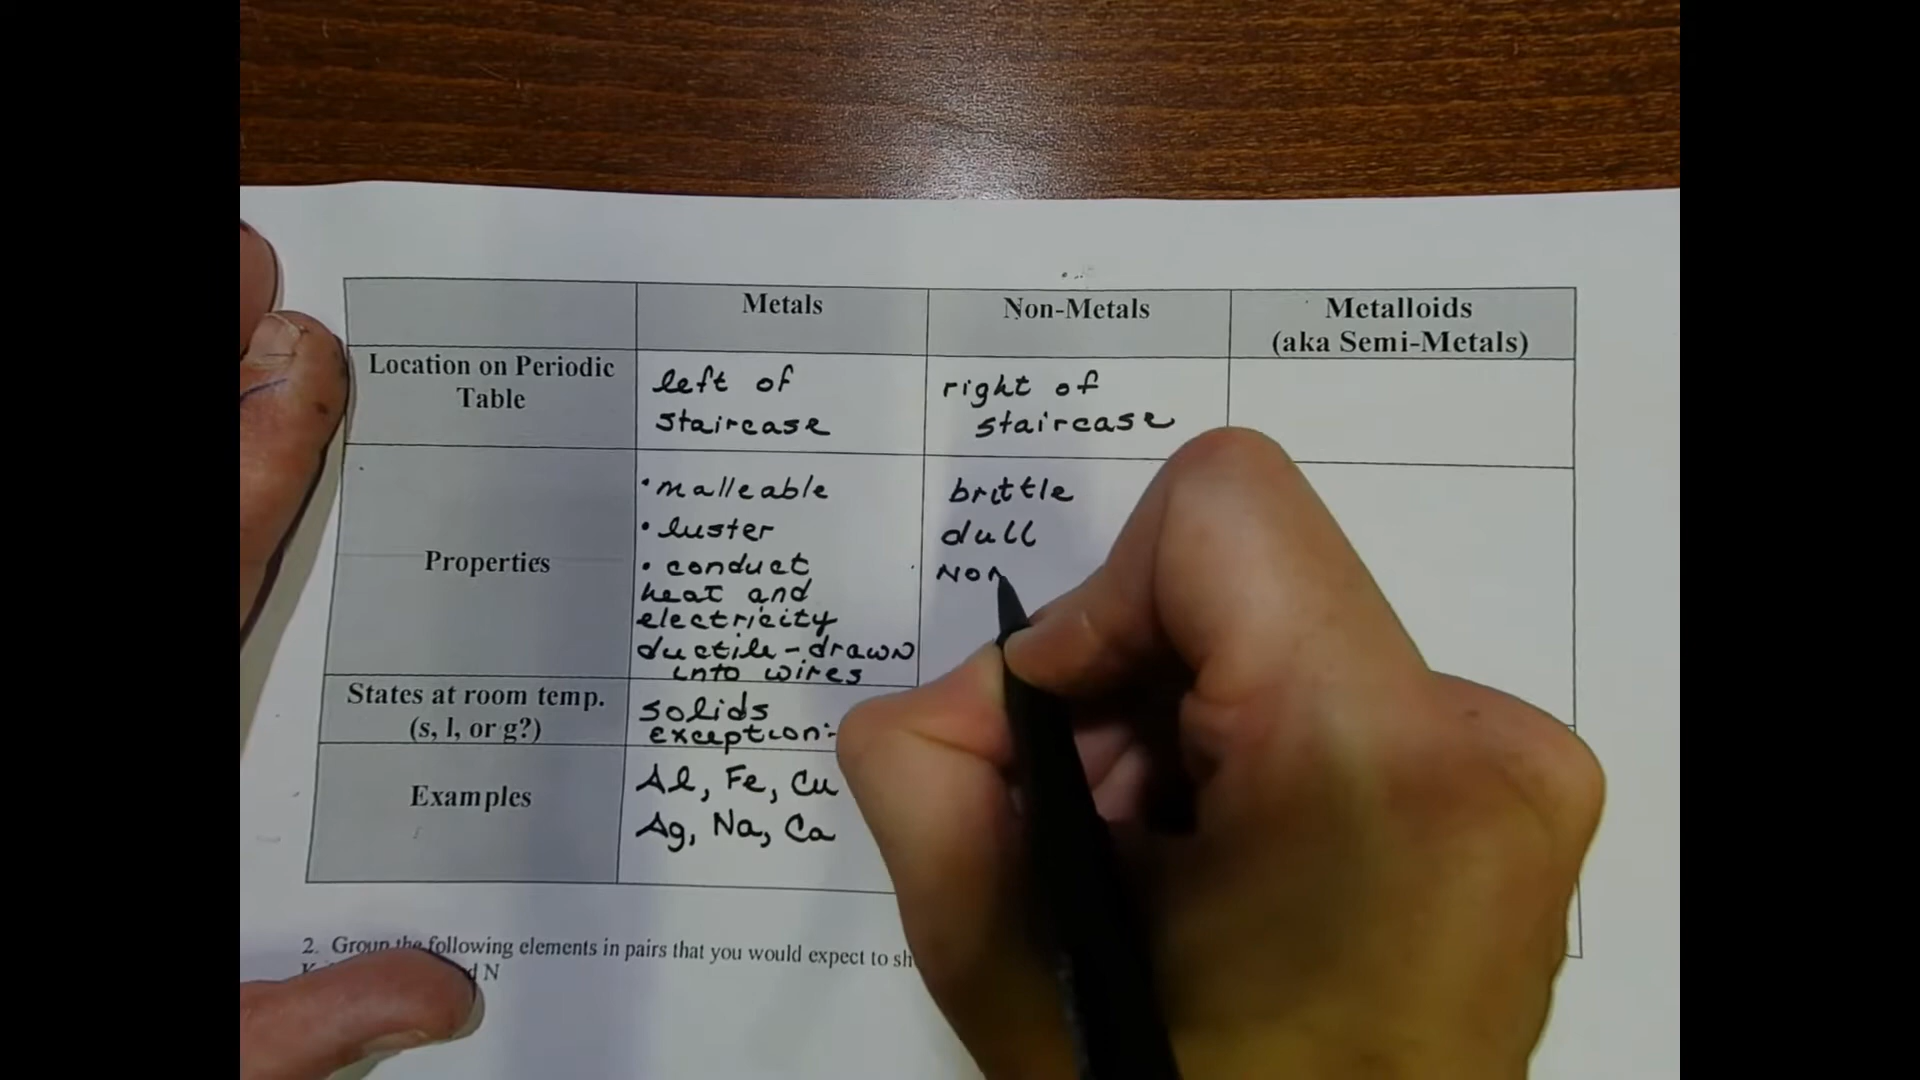 Metals
Non-Metals
Metalloids
(aka Semi-Metals)
Location on Periodic
Table
left of
staircase
right of
staircase
Properties
• malleable
• luster
• conduct
heat and
electricity
ductile - drawn
into wires
brittle
dull
Non
States at room temp.
(s, l, or g?)
solids
exception:
Examples
Al, Fe, Cu
Ag, Na, Ca
2. Group the following elements in pairs that you would expect to sh
N